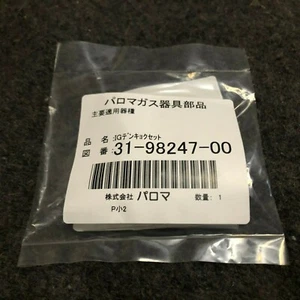 パロマガス器具部品
主要適用器種
品 名:IGデンキョクセット
図 番:31-98247-00
株式会社 パロマ 数量: 1
P小2